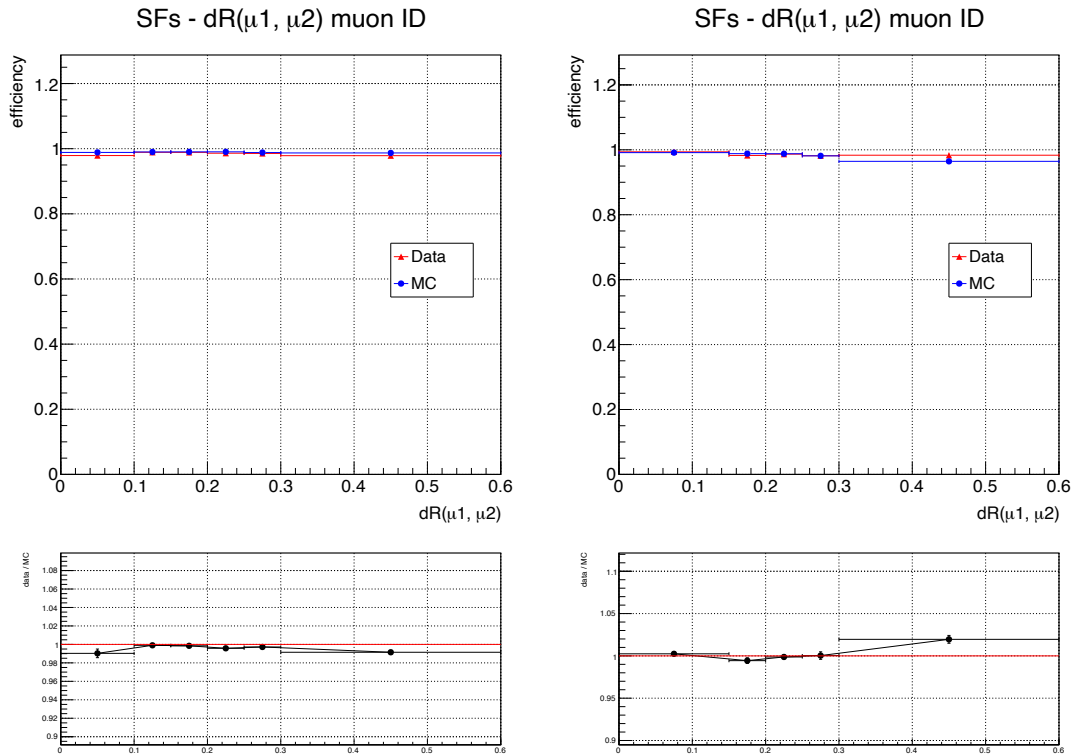 SFs - dR(μ1, μ2) muon ID
efficiency
1.2
1
0.8
0.6
0.4
0.2
0
Data
MC
0 0.1 0.2 0.3 0.4 0.5 0.6
dR(μ1, μ2)
data / MC
1.08
1.06
1.04
1.02
1
0.98
0.96
0.94
0.92
0.9
0 0.1 0.2 0.3 0.4 0.5 0.6
SFs - dR(μ1, μ2) muon ID
efficiency
1.2
1
0.8
0.6
0.4
0.2
0
Data
MC
0 0.1 0.2 0.3 0.4 0.5 0.6
dR(μ1, μ2)
data / MC
1.1
1.05
1
0.95
0.9
0 0.1 0.2 0.3 0.4 0.5 0.6